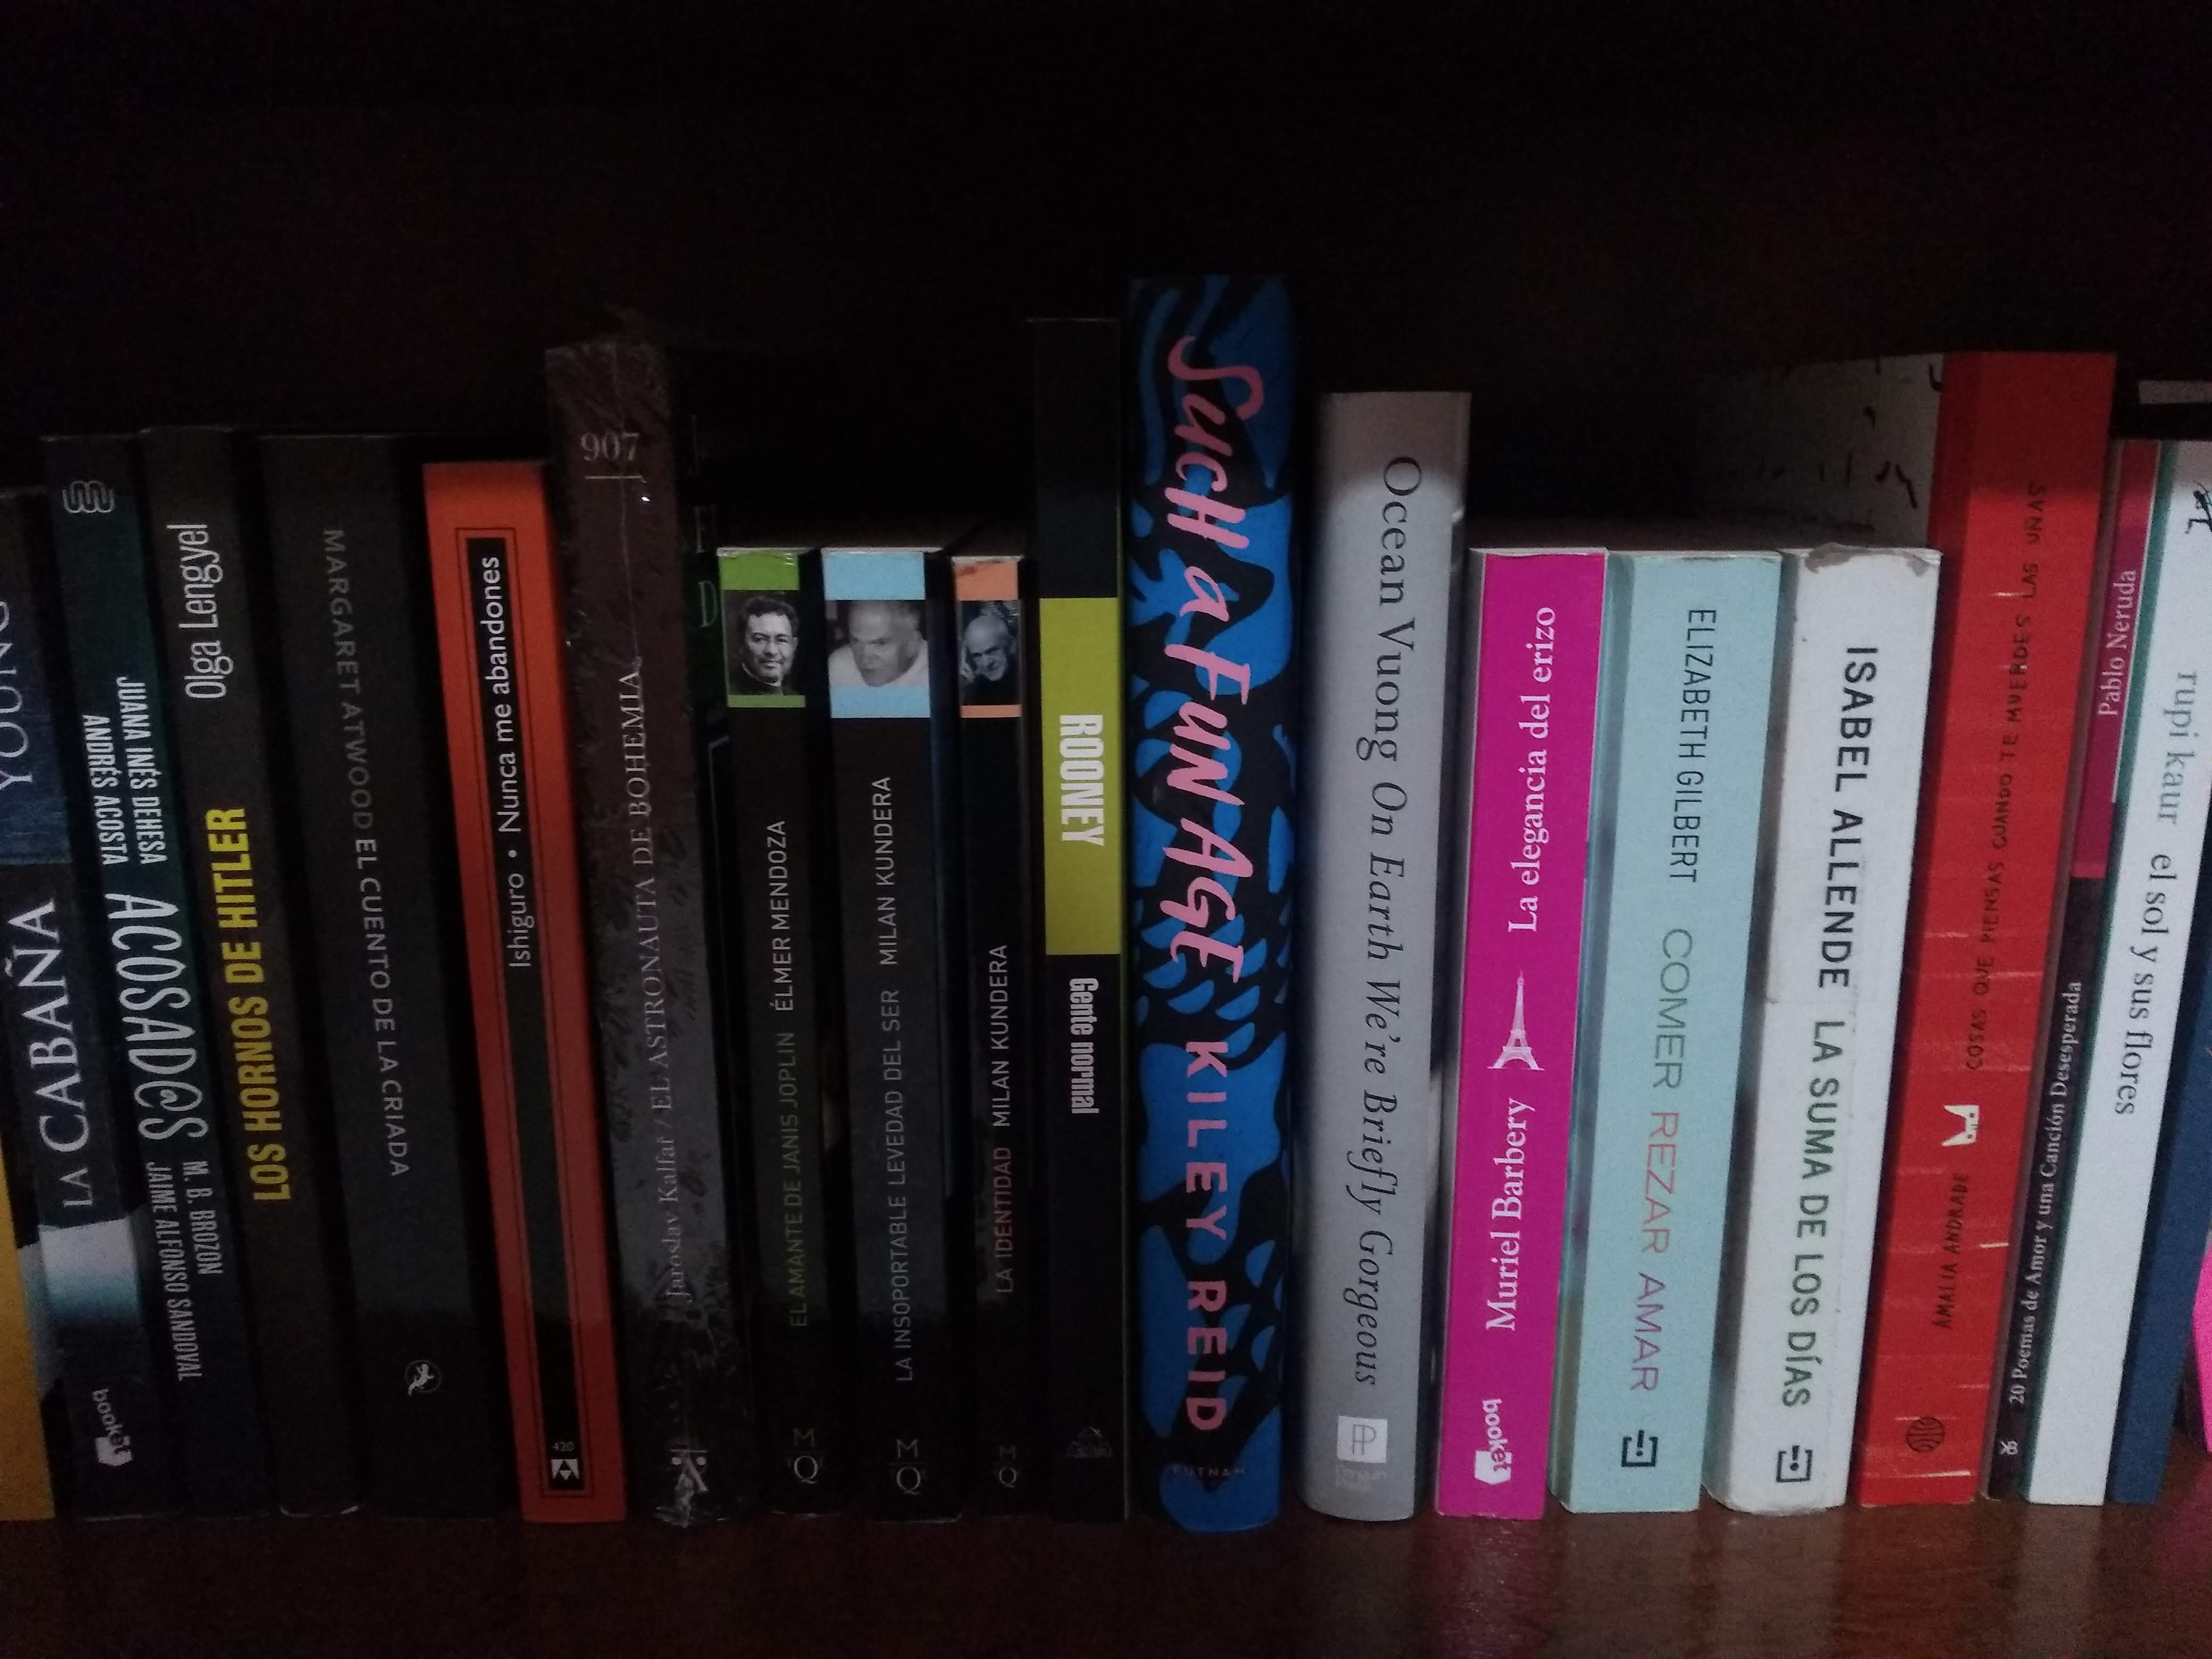 YOUNG
LA CABAÑA
booket
JUANA INÉS DEHESA
ANDRÉS ACOSTA
ACOSAD@S
M. B. BROZON
JAIME ALFONSO SANDOVAL
Olga Lengyel
LOS HORNOS DE HITLER
MARGARET ATWOOD EL CUENTO DE LA CRIADA
Ishiguro • Nunca me abandones
420
907
Jaroslav Kalfař / EL ASTRONAUTA DE BOHEMIA
EL AMANTE DE JANIS JOPLIN ÉLMER MENDOZA
MQ
LA INSOPORTABLE LEVEDAD DEL SER MILAN KUNDERA
MQ
LA IDENTIDAD MILAN KUNDERA
MQ
ROONEY
Gente normal
SUCH a FUN AGE KILEY REID
PUTNAM
Ocean Vuong On Earth We're Briefly Gorgeous
Muriel Barbery La elegancia del erizo
booket
ELIZABETH GILBERT COMER REZAR AMAR
ISABEL ALLENDE LA SUMA DE LOS DÍAS
AMALIA ANDRADE COSAS QUE PIENSAS CUANDO TE MUERDES LAS UÑAS
20 Poemas de Amor y una Canción Desesperada Pablo Neruda
rupi kaur el sol y sus flores